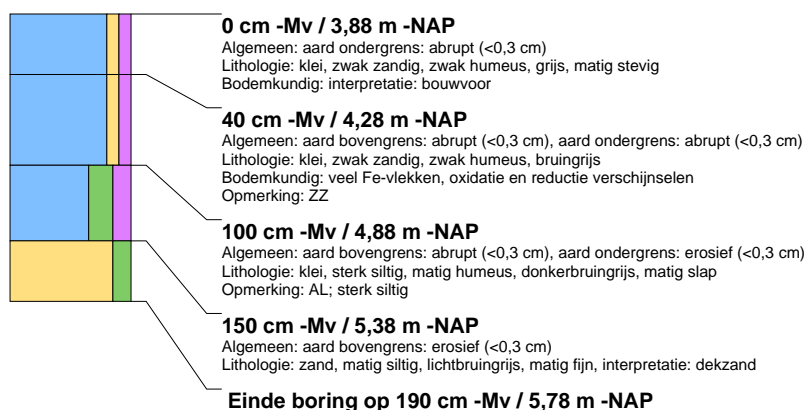 0 cm -Mv / 3,88 m -NAP
Algemeen: aard ondergrens: abrupt (<0,3 cm)
Lithologie: klei, zwak zandig, zwak humeus, grijs, matig stevig
Bodemkundig: interpretatie: bouwvoor
40 cm -Mv / 4,28 m -NAP
Algemeen: aard bovengrens: abrupt (<0,3 cm), aard ondergrens: abrupt (<0,3 cm)
Lithologie: klei, zwak zandig, zwak humeus, bruingrijs
Bodemkundig: veel Fe-vlekken, oxidatie en reductie verschijnselen
Opmerking: ZZ
100 cm -Mv / 4,88 m -NAP
Algemeen: aard bovengrens: abrupt (<0,3 cm), aard ondergrens: erosief (<0,3 cm)
Lithologie: klei, sterk siltig, matig humeus, donkerbruingrijs, matig slap
Opmerking: AL; sterk siltig
150 cm -Mv / 5,38 m -NAP
Algemeen: aard bovengrens: erosief (<0,3 cm)
Lithologie: zand, matig siltig, lichtbruingrijs, matig fijn, interpretatie: dekzand
Einde boring op 190 cm -Mv / 5,78 m -NAP